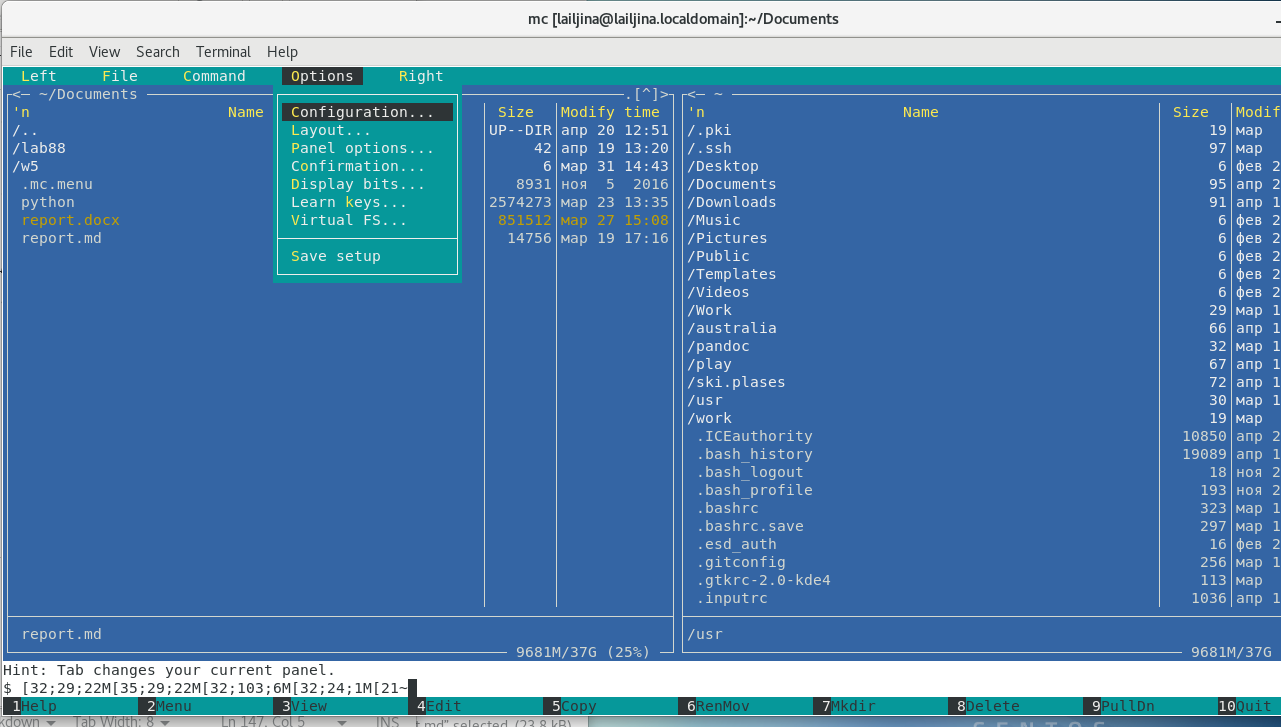 mc [lailjina@lailjina.localdomain]:~/Documents
File Edit View Search Terminal Help
Left File Command Options Right
<─ ~/Documents .[^]> <─ ~
'n Name Size Modify time 'n Name Size Modif
Configuration...
Layout...
Panel options...
Confirmation...
Display bits...
Learn keys...
Virtual FS...
Save setup
/.. UP--DIR апр 20 12:51
/lab88 42 апр 19 13:20
/w5 6 мар 31 14:43
.mc.menu 8931 ноя 5 2016
python 2574273 мар 23 13:35
report.docx 851512 мар 27 15:08
report.md 14756 мар 19 17:16
report.md
9681M/37G (25%)
/.pki 19 мар
/.ssh 97 мар
/Desktop 6 фев 2
/Documents 95 апр 2
/Downloads 91 апр 1
/Music 6 фев 2
/Pictures 6 фев 2
/Public 6 фев 2
/Templates 6 фев 2
/Videos 6 фев 2
/Work 29 мар 1
/australia 66 апр 1
/pandoc 32 мар 1
/play 67 апр 1
/ski.plases 72 апр 1
/usr 30 мар 1
/work 19 мар
.ICEauthority 10850 апр 2
.bash_history 19089 апр 1
.bash_logout 18 ноя 2
.bash_profile 193 ноя 2
.bashrc 323 мар 1
.bashrc.save 297 мар 1
.esd_auth 16 фев 2
.gitconfig 256 мар 1
.gtkrc-2.0-kde4 113 мар
.inputrc 1036 апр 1
/usr
9681M/37G
Hint: Tab changes your current panel.
$ [32;29;22M[35;29;22M[32;103;6M[32;24;1M[21~
1Help 2Menu 3View 4Edit 5Copy 6RenMov 7Mkdir 8Delete 9PullDn 10Quit
kdown Tab Width: 8 Ln 147, Col 5 INS t.md" selected (23.8 kB)